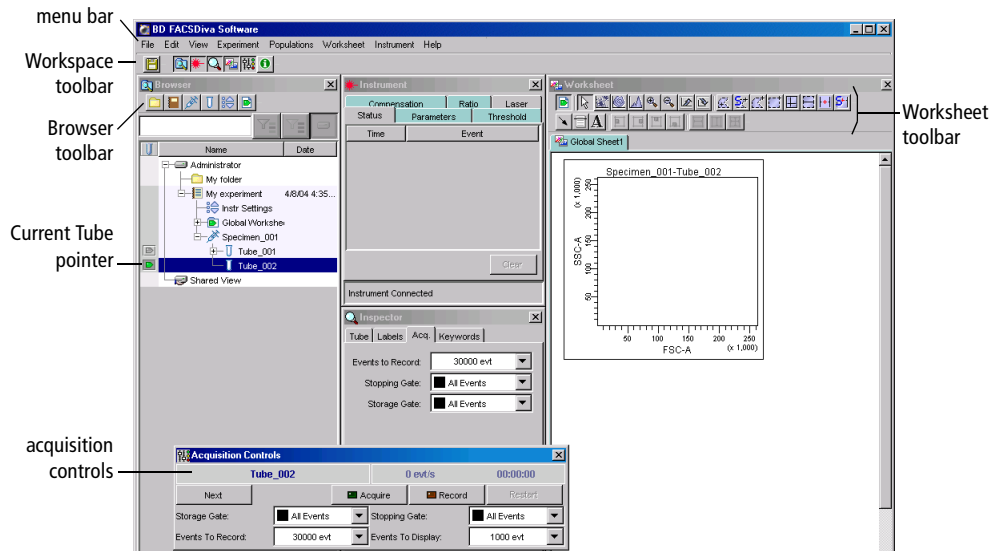 menu bar
Workspace toolbar
Browser toolbar
Current Tube pointer
acquisition controls
Worksheet toolbar
BD FACSDiva Software
File Edit View Experiment Populations Worksheet Instrument Help
Browser
Name Date
Administrator
My folder
My experiment 4/8/04 4:35...
Instr Settings
Global Workshe
Specimen_001
Tube_001
Tube_002
Shared View
Instrument
Compensation Ratio Laser
Status Parameters Threshold
Time Event
Clear
Instrument Connected
Inspector
Tube Labels Acq. Keywords
Events to Record: 30000 evt
Stopping Gate: All Events
Storage Gate: All Events
Worksheet
A
Global Sheet1
Specimen_001-Tube_002
(x 1,000)
SSC-A
250
200
150
100
50
50 100 150 200 250
FSC-A (x 1,000)
Acquisition Controls
Tube_002 0 evt/s 00:00:00
Next Acquire Record Restart
Storage Gate: All Events Stopping Gate: All Events
Events To Record: 30000 evt Events To Display: 1000 evt